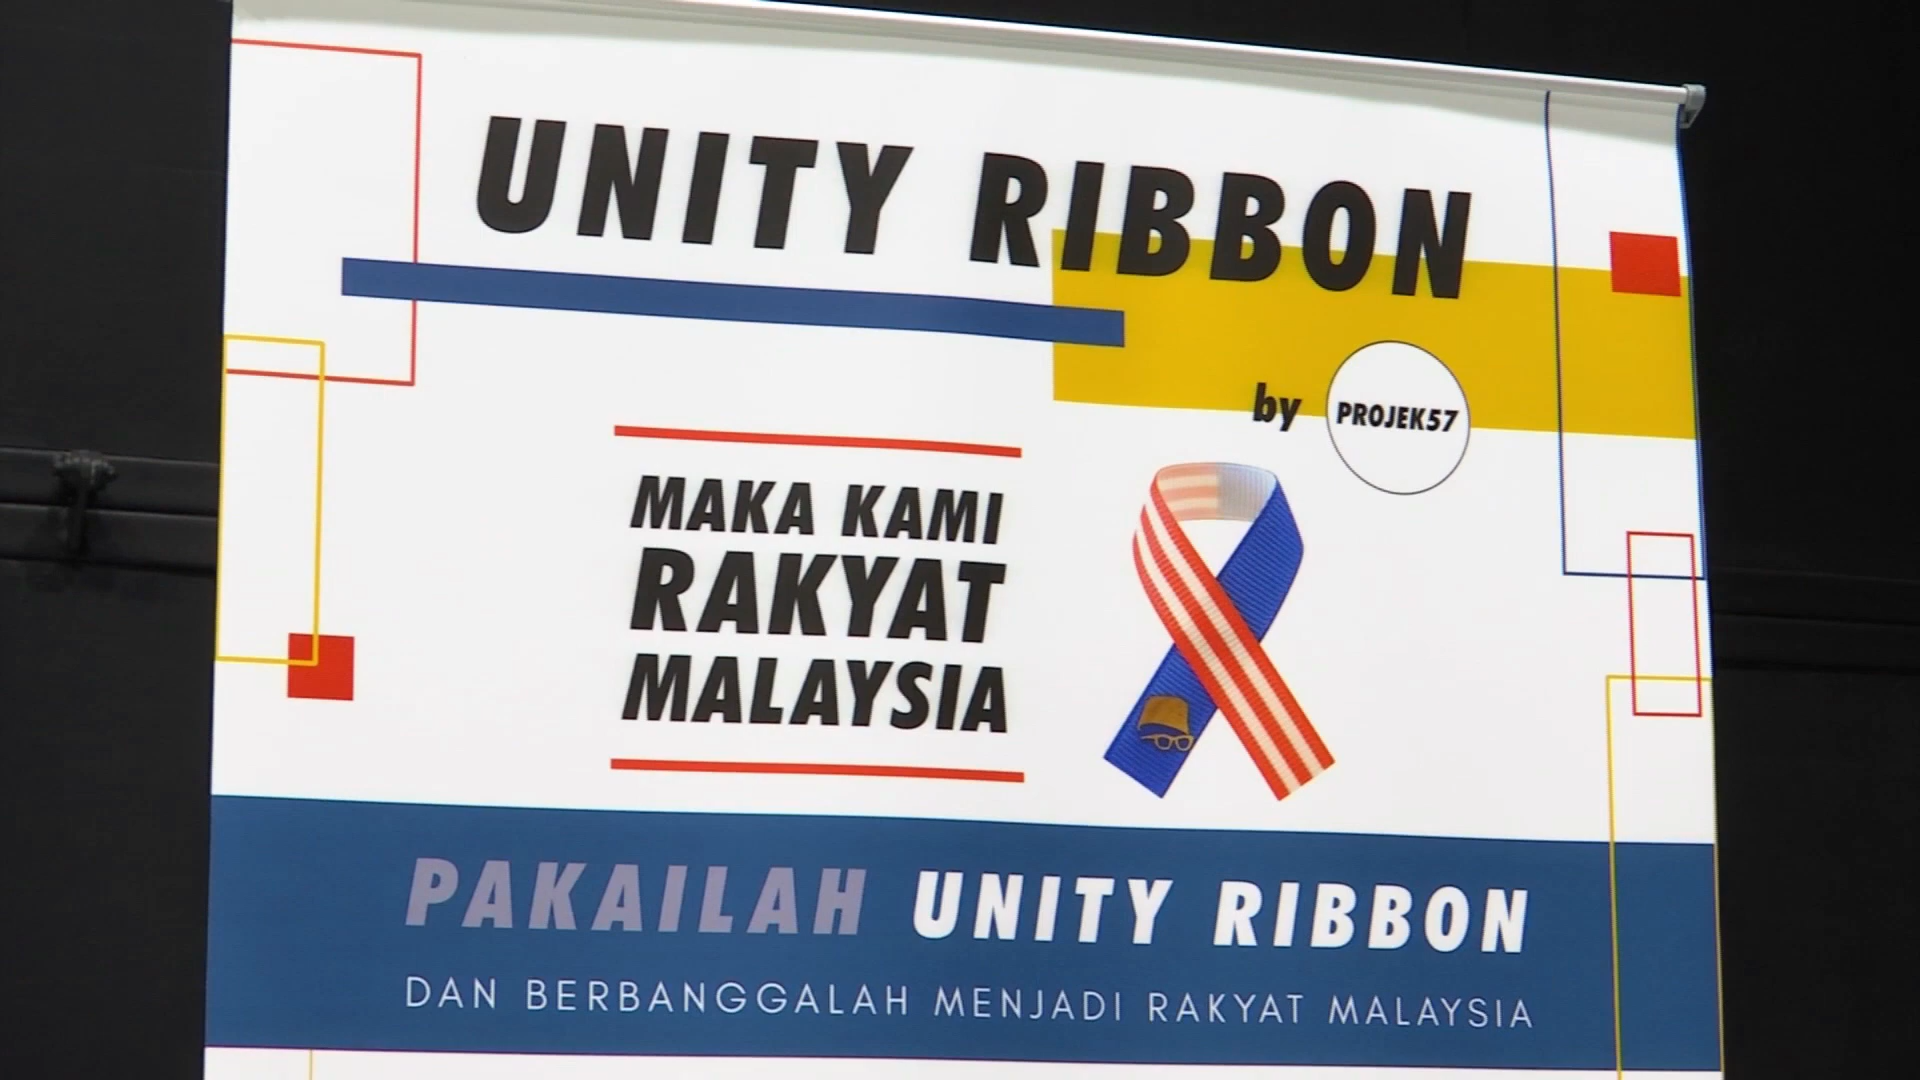 UNITY RIBBON
by PROJEK57
MAKA KAMI
RAKYAT
MALAYSIA
PAKAILAH UNITY RIBBON
DAN BERBANGGALAH MENJADI RAKYAT MALAYSIA